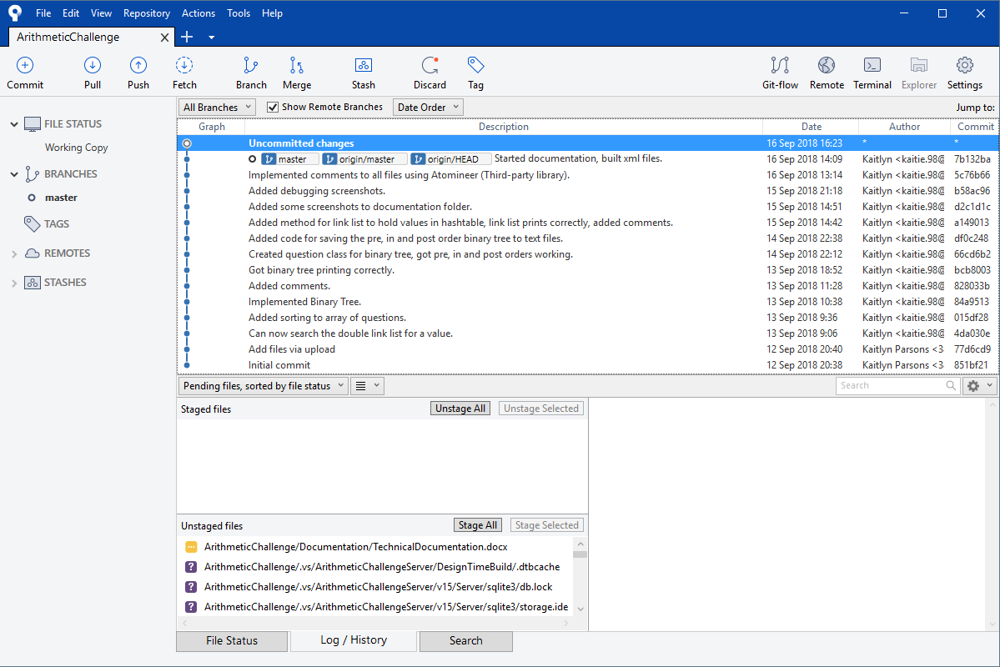 File Edit View Repository Actions Tools Help
ArithmeticChallenge
Commit Pull Push Fetch Branch Merge Stash Discard Tag Git-flow Remote Terminal Explorer Settings
FILE STATUS
Working Copy
BRANCHES
master
TAGS
REMOTES
STASHES
All Branches Show Remote Branches Date Order Jump to:
Graph Description Date Author Commit
Uncommitted changes 16 Sep 2018 16:23 * *
master origin/master origin/HEAD Started documentation, built xml files. 16 Sep 2018 14:09 Kaitlyn <kaitie.98@ 7b132ba
Implemented comments to all files using Atomineer (Third-party library). 16 Sep 2018 13:14 Kaitlyn <kaitie.98@ 5c76b66
Added debugging screenshots. 15 Sep 2018 21:18 Kaitlyn <kaitie.98@ b58ac96
Added some screenshots to documentation folder. 15 Sep 2018 14:51 Kaitlyn <kaitie.98@ d2c1d1c
Added method for link list to hold values in hashtable, link list prints correctly, added comments. 15 Sep 2018 14:42 Kaitlyn <kaitie.98@ a149013
Added code for saving the pre, in and post order binary tree to text files. 14 Sep 2018 22:38 Kaitlyn <kaitie.98@ df0c248
Created question class for binary tree, got pre, in and post orders working. 14 Sep 2018 22:12 Kaitlyn <kaitie.98@ 66cd6b2
Got binary tree printing correctly. 13 Sep 2018 18:52 Kaitlyn <kaitie.98@ bcb8003
Added comments. 13 Sep 2018 11:28 Kaitlyn <kaitie.98@ 828033b
Implemented Binary Tree. 13 Sep 2018 10:38 Kaitlyn <kaitie.98@ 84a9513
Added sorting to array of questions. 13 Sep 2018 9:36 Kaitlyn <kaitie.98@ 015df28
Can now search the double link list for a value. 13 Sep 2018 9:06 Kaitlyn <kaitie.98@ 4da030e
Add files via upload 12 Sep 2018 20:40 Kaitlyn Parsons <3 77d6cd9
Initial commit 12 Sep 2018 20:38 Kaitlyn Parsons <3 851bf21
Pending files, sorted by file status Search
Staged files Unstage All Unstage Selected
Unstaged files Stage All Stage Selected
ArithmeticChallenge/Documentation/TechnicalDocumentation.docx
ArithmeticChallenge/.vs/ArithmeticChallengeServer/DesignTimeBuild/.dtbcache
ArithmeticChallenge/.vs/ArithmeticChallengeServer/v15/Server/sqlite3/db.lock
ArithmeticChallenge/.vs/ArithmeticChallengeServer/v15/Server/sqlite3/storage.ide
File Status Log / History Search